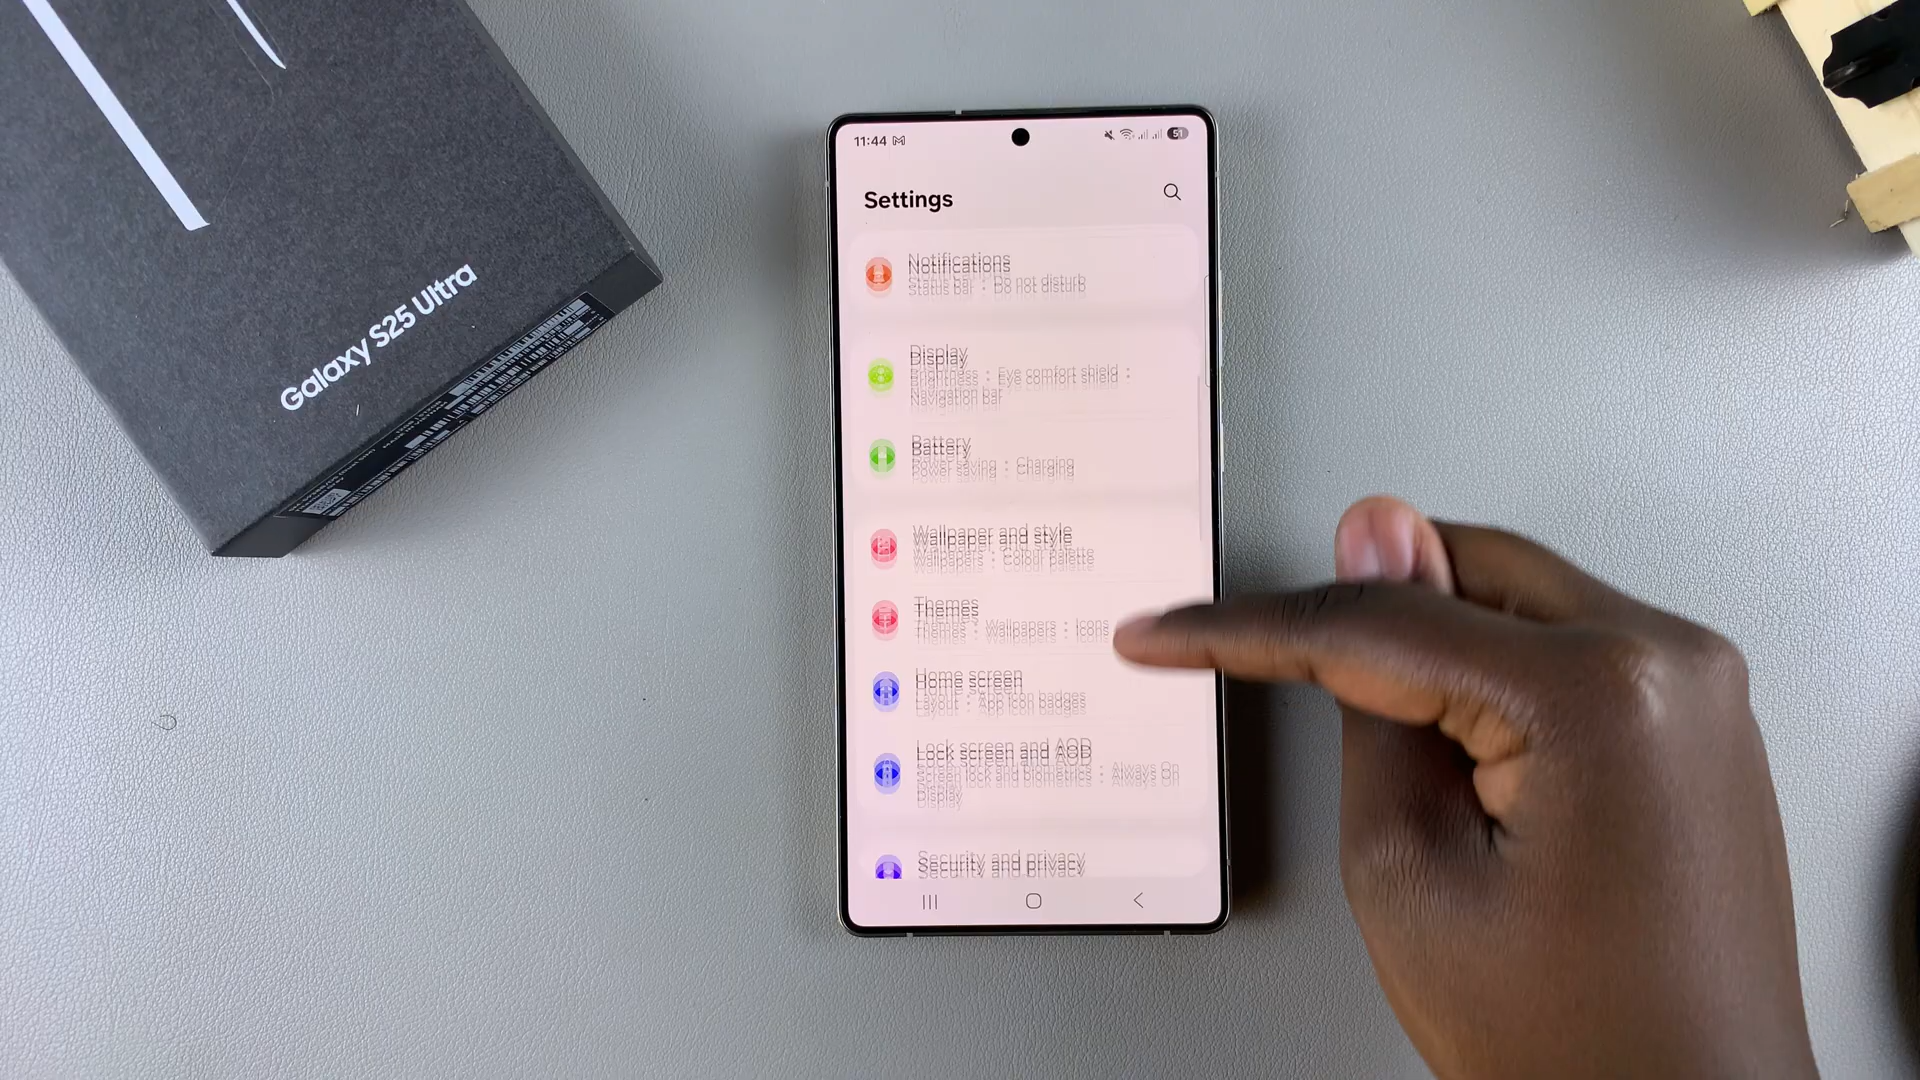 Galaxy S25 Ultra
11:44
51
Settings
Notifications
Status bar • Do not disturb
Display
Brightness • Eye comfort shield •
Navigation bar
Battery
Power saving • Charging
Wallpaper and style
Wallpapers • Colour palette
Themes
Themes • Wallpapers • Icons
Home screen
Layout • App icon badges
Lock screen and AOD
Screen lock and biometrics • Always On
Display
Security and privacy